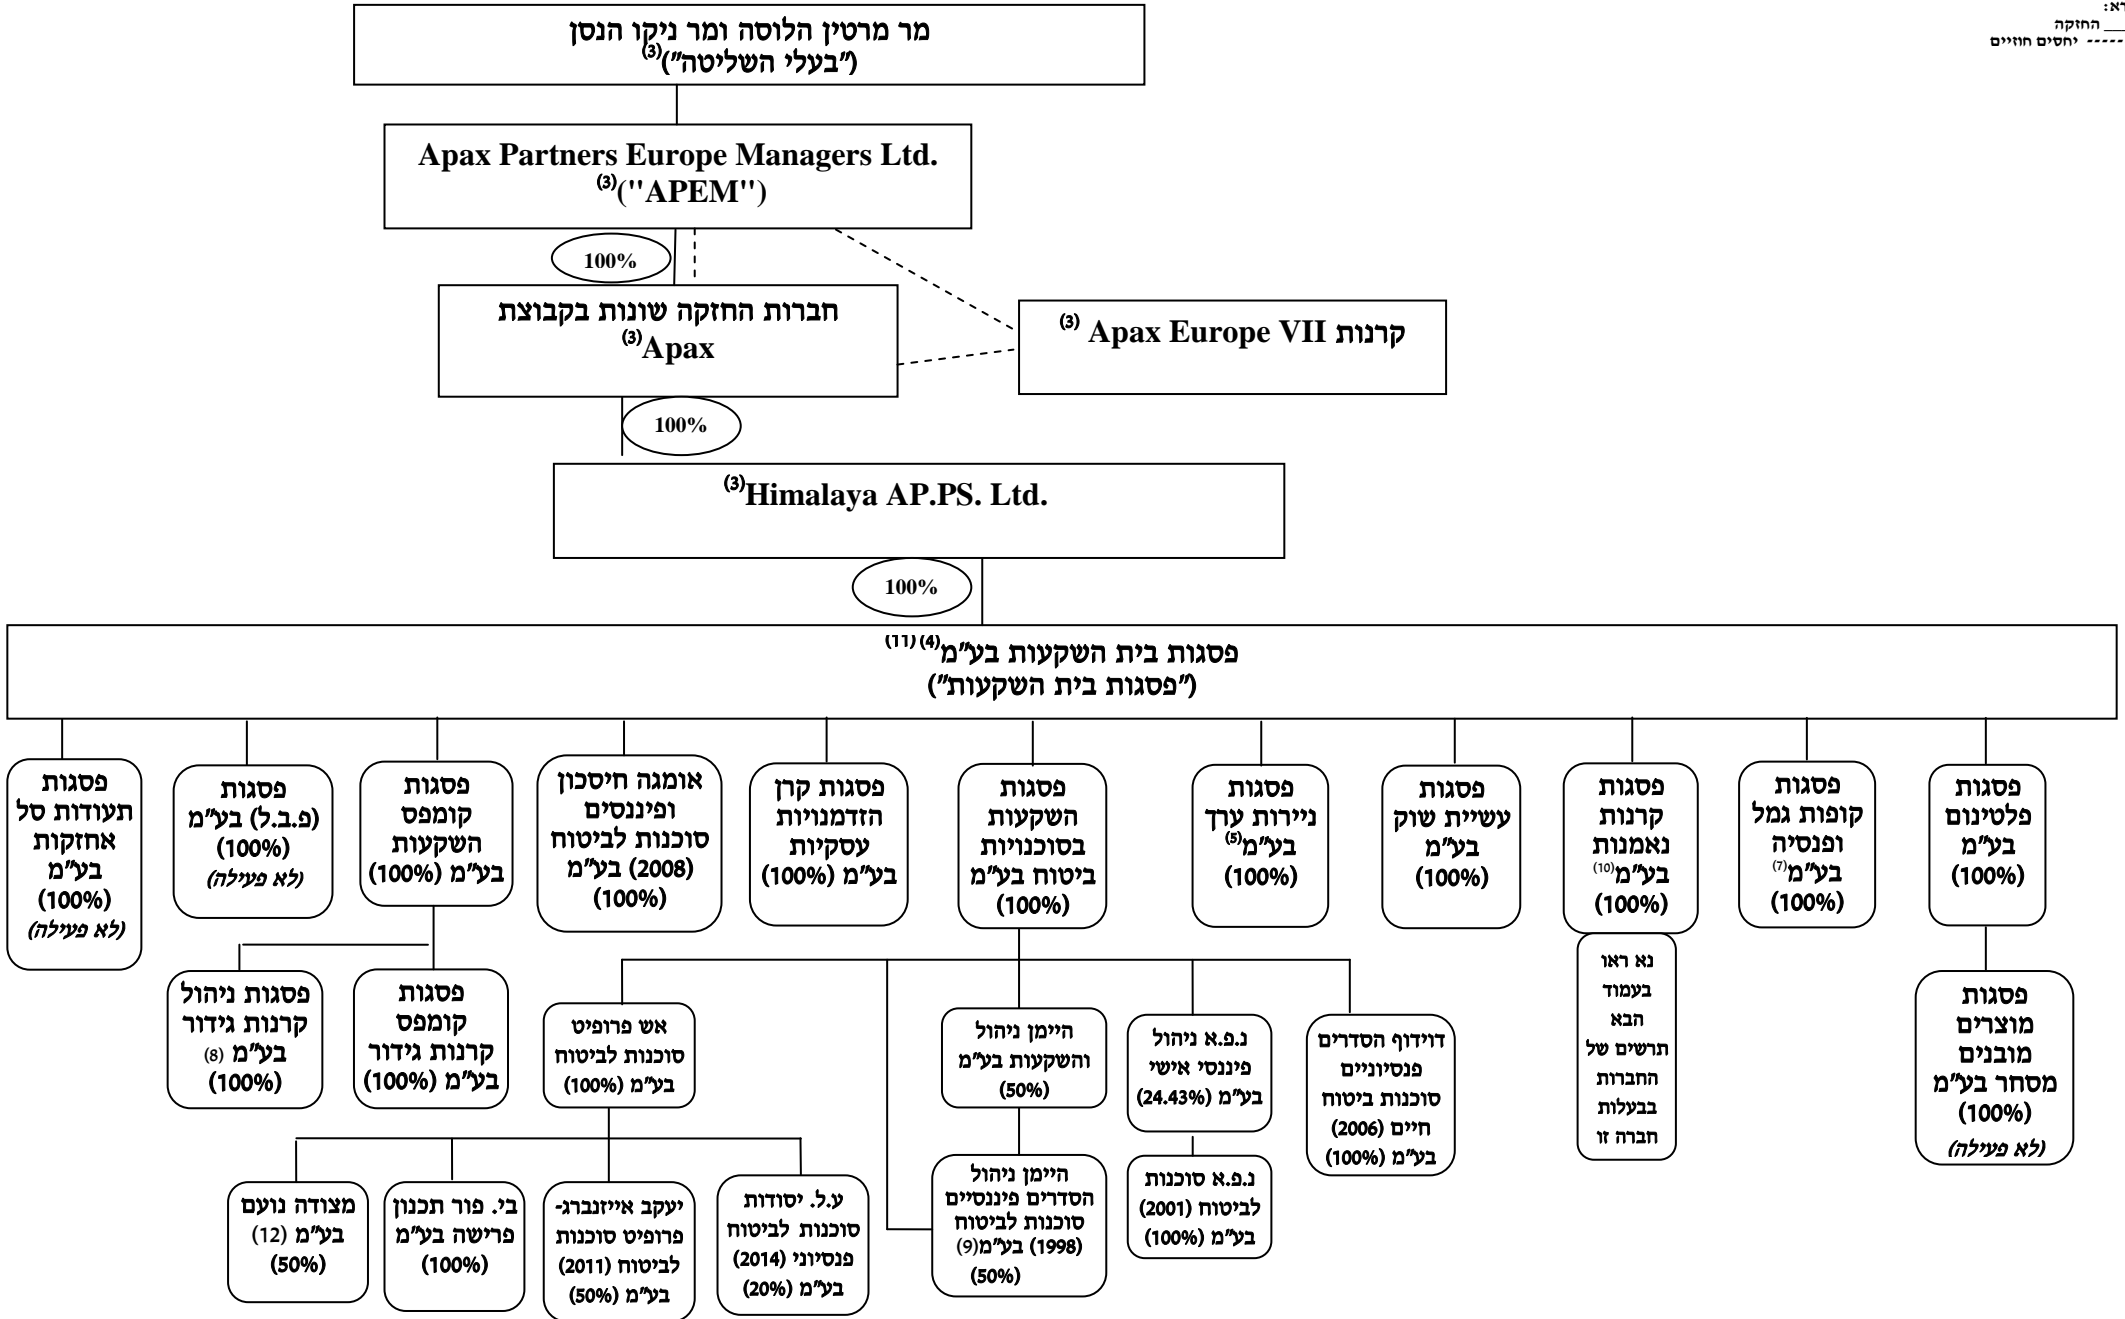 רא:
החזקה
יחסים חוזיים
מר מרטין הלוסה ומר ניקו הנסן
("בעלי השליטה")(3)
Apax Partners Europe Managers Ltd.
(3)("APEM")
100%
חברות החזקה שונות בקבוצת
(3)Apax
קרנות Apax Europe VII (3)
100%
(3)Himalaya AP.PS. Ltd.
100%
פסגות בית השקעות בע"מ(4) (11)
("פסגות בית השקעות")
פסגות
פלטינום
בע"מ
(100%)
פסגות
קופות גמל
ופנסיה
בע"מ(7)
(100%)
פסגות
קרנות
נאמנות
בע"מ(10)
(100%)
פסגות
עשיית שוק
בע"מ
(100%)
פסגות
ניירות ערך
בע"מ(5)
(100%)
פסגות
השקעות
בסוכנויות
ביטוח בע"מ
(100%)
פסגות קרן
הזדמנויות
עסקיות
בע"מ (100%)
אומגה חיסכון
ופיננסים
סוכנות לביטוח
(2008) בע"מ
(100%)
פסגות
קומפס
השקעות
בע"מ (100%)
פסגות
(פ.ב.ל) בע"מ
(100%)
(לא פעילה)
פסגות
תעודות סל
אחזקות
בע"מ
(100%)
(לא פעילה)
פסגות
מוצרים
מובנים
מסחר בע"מ
(100%)
(לא פעילה)
נא ראו
בעמוד
הבא
תרשים של
החברות
בבעלות
חברה זו
דוידוף הסדרים
פנסיוניים
סוכנות ביטוח
חיים (2006)
בע"מ (100%)
נ.פ.א ניהול
פיננסי אישי
בע"מ (24.43%)
היימן ניהול
והשקעות בע"מ
(50%)
אש פרופיט
סוכנות לביטוח
בע"מ (100%)
פסגות
קומפס
קרנות גידור
בע"מ (100%)
פסגות ניהול
קרנות גידור
בע"מ (8)
(100%)
נ.פ.א סוכנות
לביטוח (2001)
בע"מ (100%)
היימן ניהול
הסדרים פיננסיים
סוכנות לביטוח
(1998) בע"מ(9)
(50%)
ע.ל. יסודות
סוכנות לביטוח
פנסיוני (2014)
בע"מ (20%)
יעקב אייזנברג-
פרופיט סוכנות
לביטוח (2011)
בע"מ (50%)
בי. פור תכנון
פרישה בע"מ
(100%)
מצודה נועם
בע"מ (12)
(50%)